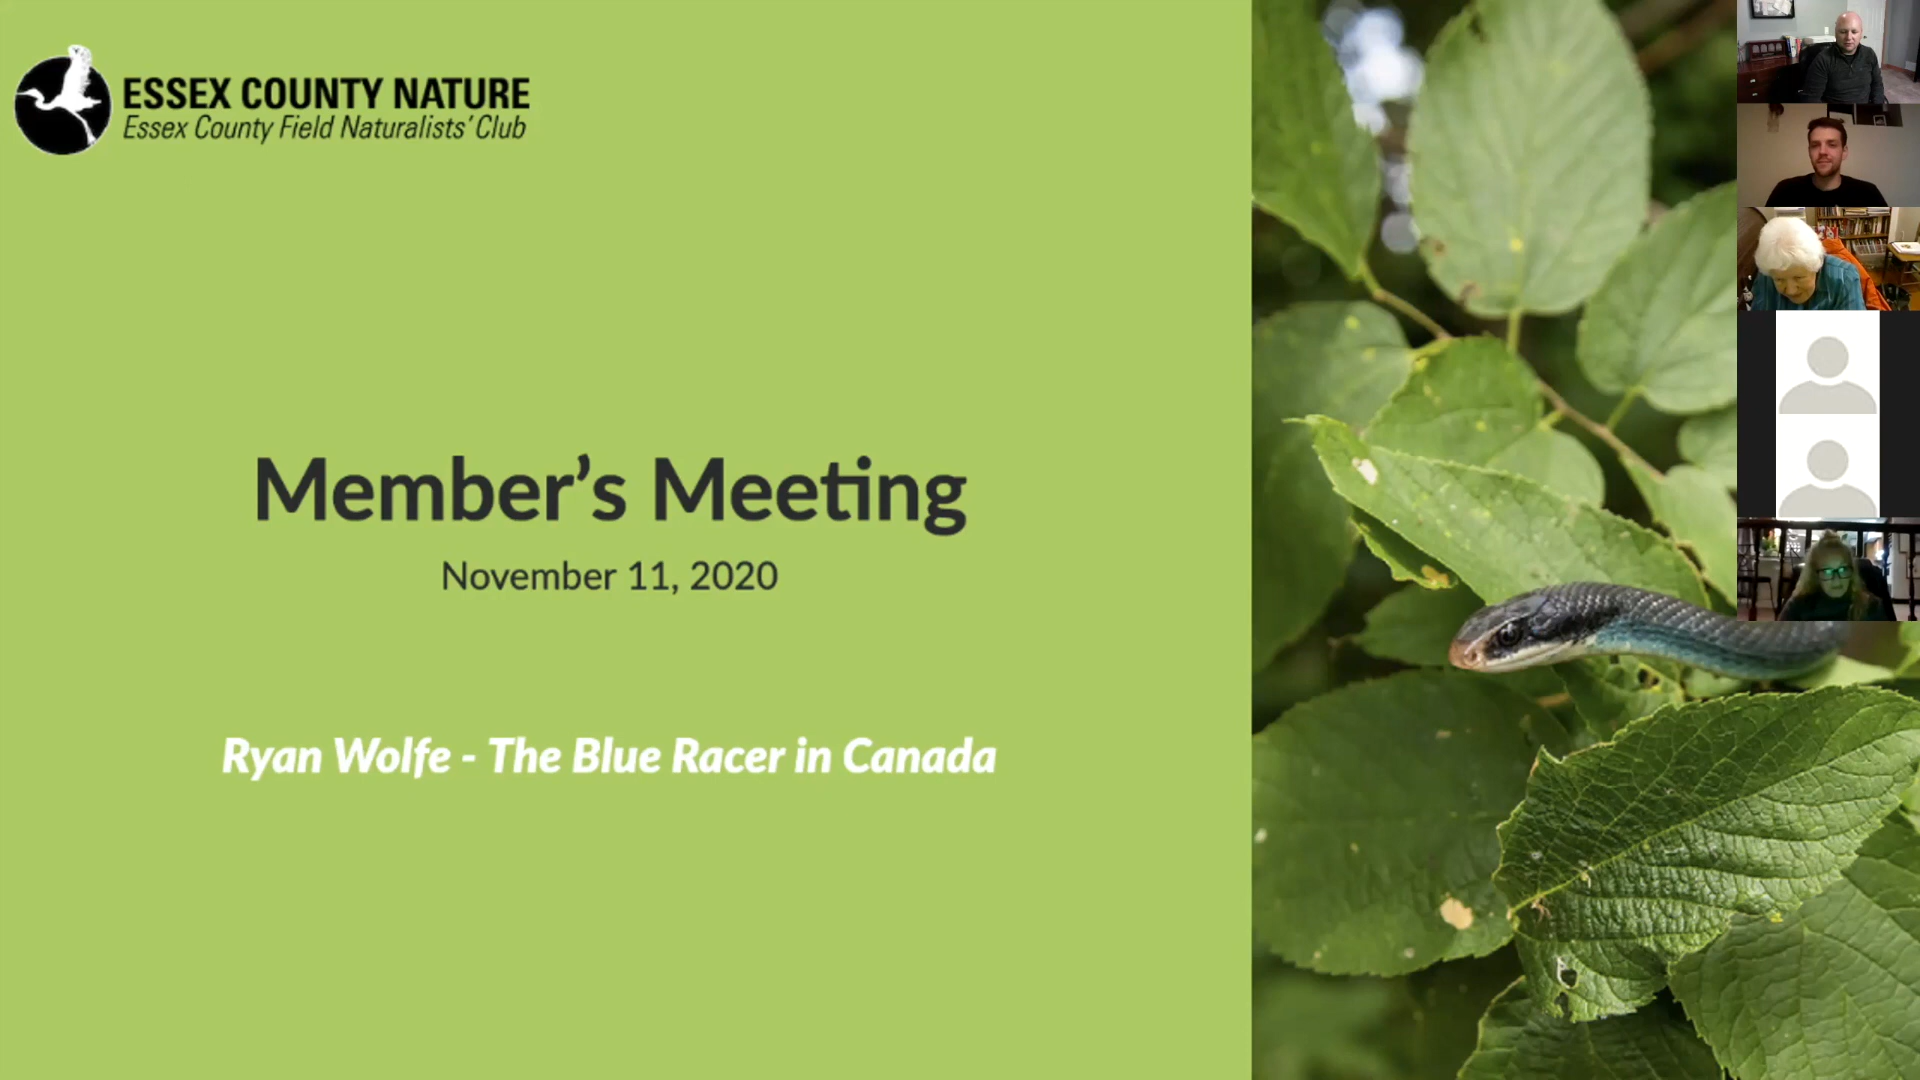 ESSEX COUNTY NATURE
Essex County Field Naturalists' Club
Member's Meeting
November 11, 2020
Ryan Wolfe - The Blue Racer in Canada